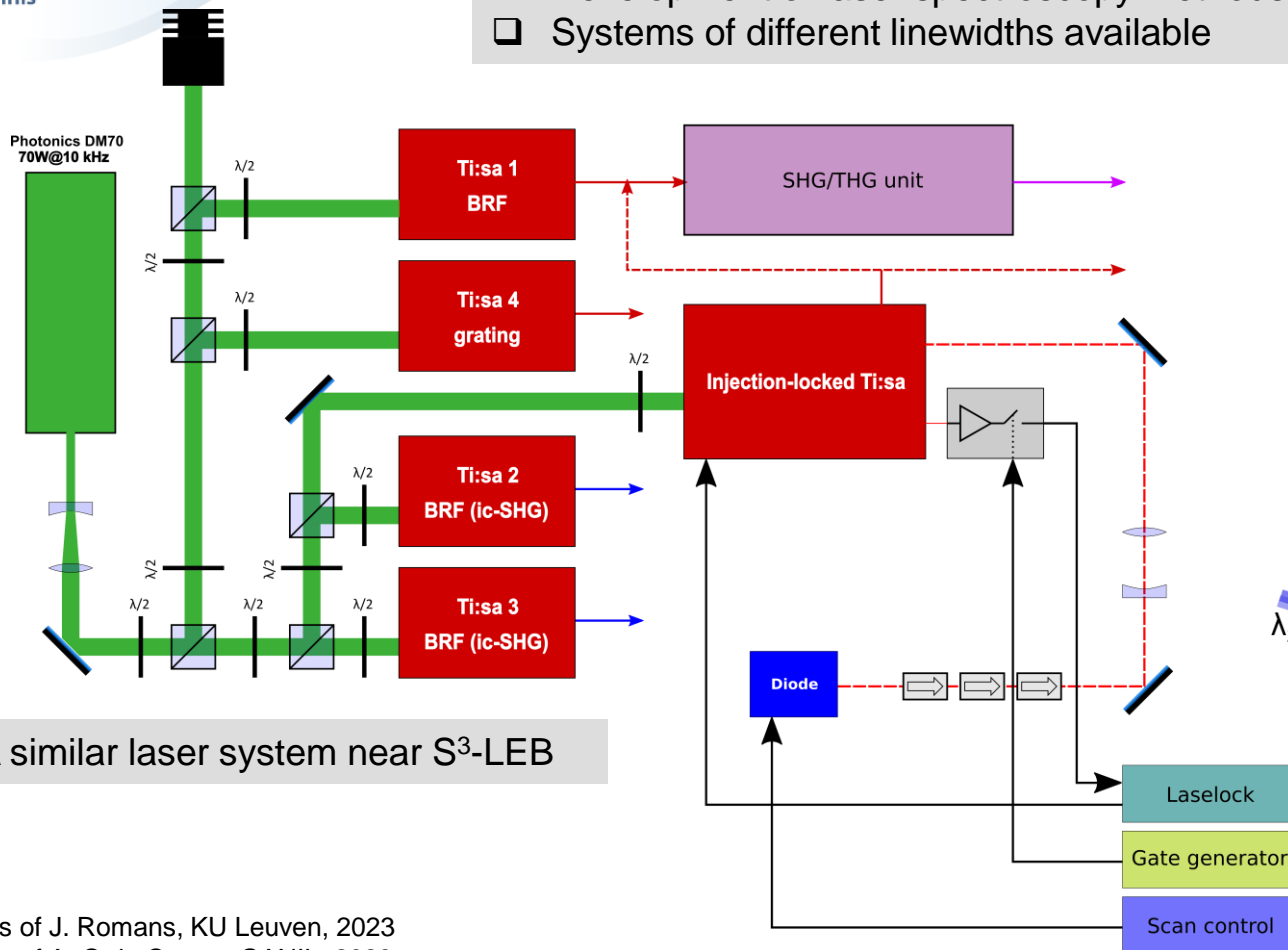 Systems of different linewidths available
Photonics DM70
70W@10 kHz
λ/2
Ti:sa 1
BRF
SHG/THG unit
λ/2
λ/2
Ti:sa 4
grating
λ/2
Injection-locked Ti:sa
λ/2
Ti:sa 2
BRF (ic-SHG)
λ/2
λ/2
λ/2
λ/2
λ/2
Ti:sa 3
BRF (ic-SHG)
Diode
similar laser system near S³-LEB
Laselock
Gate generator
Scan control
of J. Romans, KU Leuven, 2023